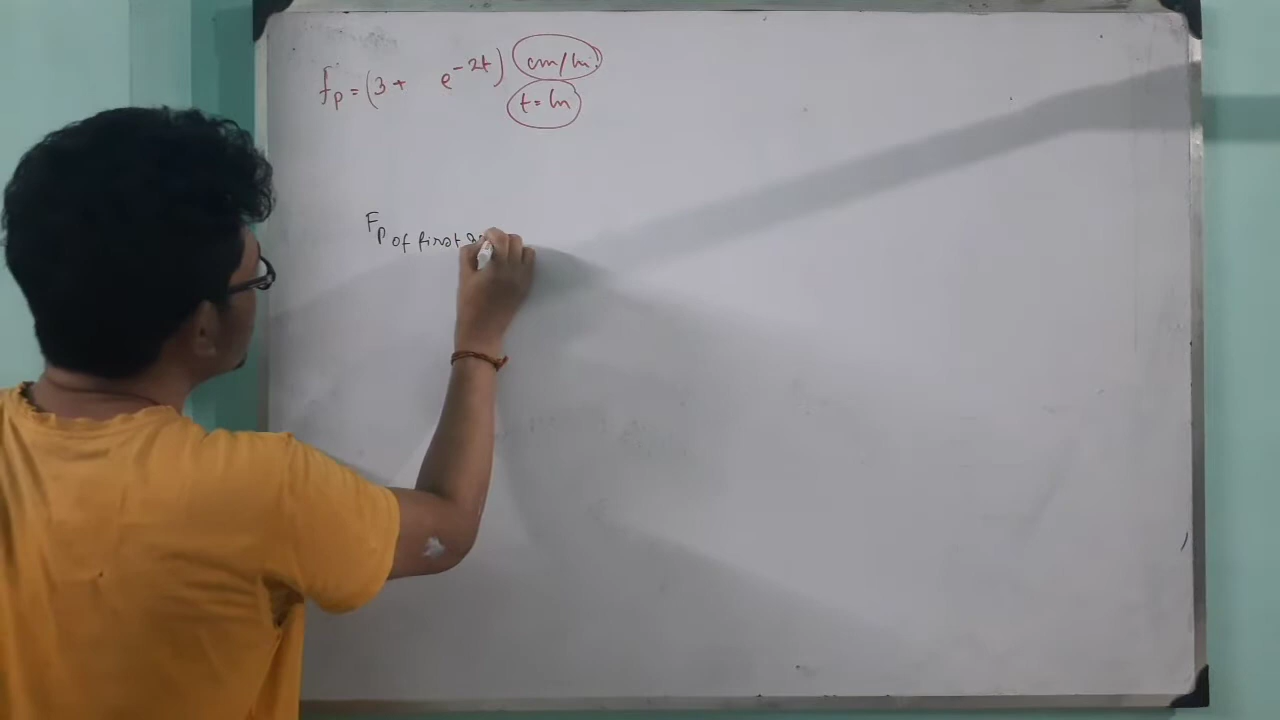 fp = (3 + e^-2t) cm/hr
t = hr
Fp of first